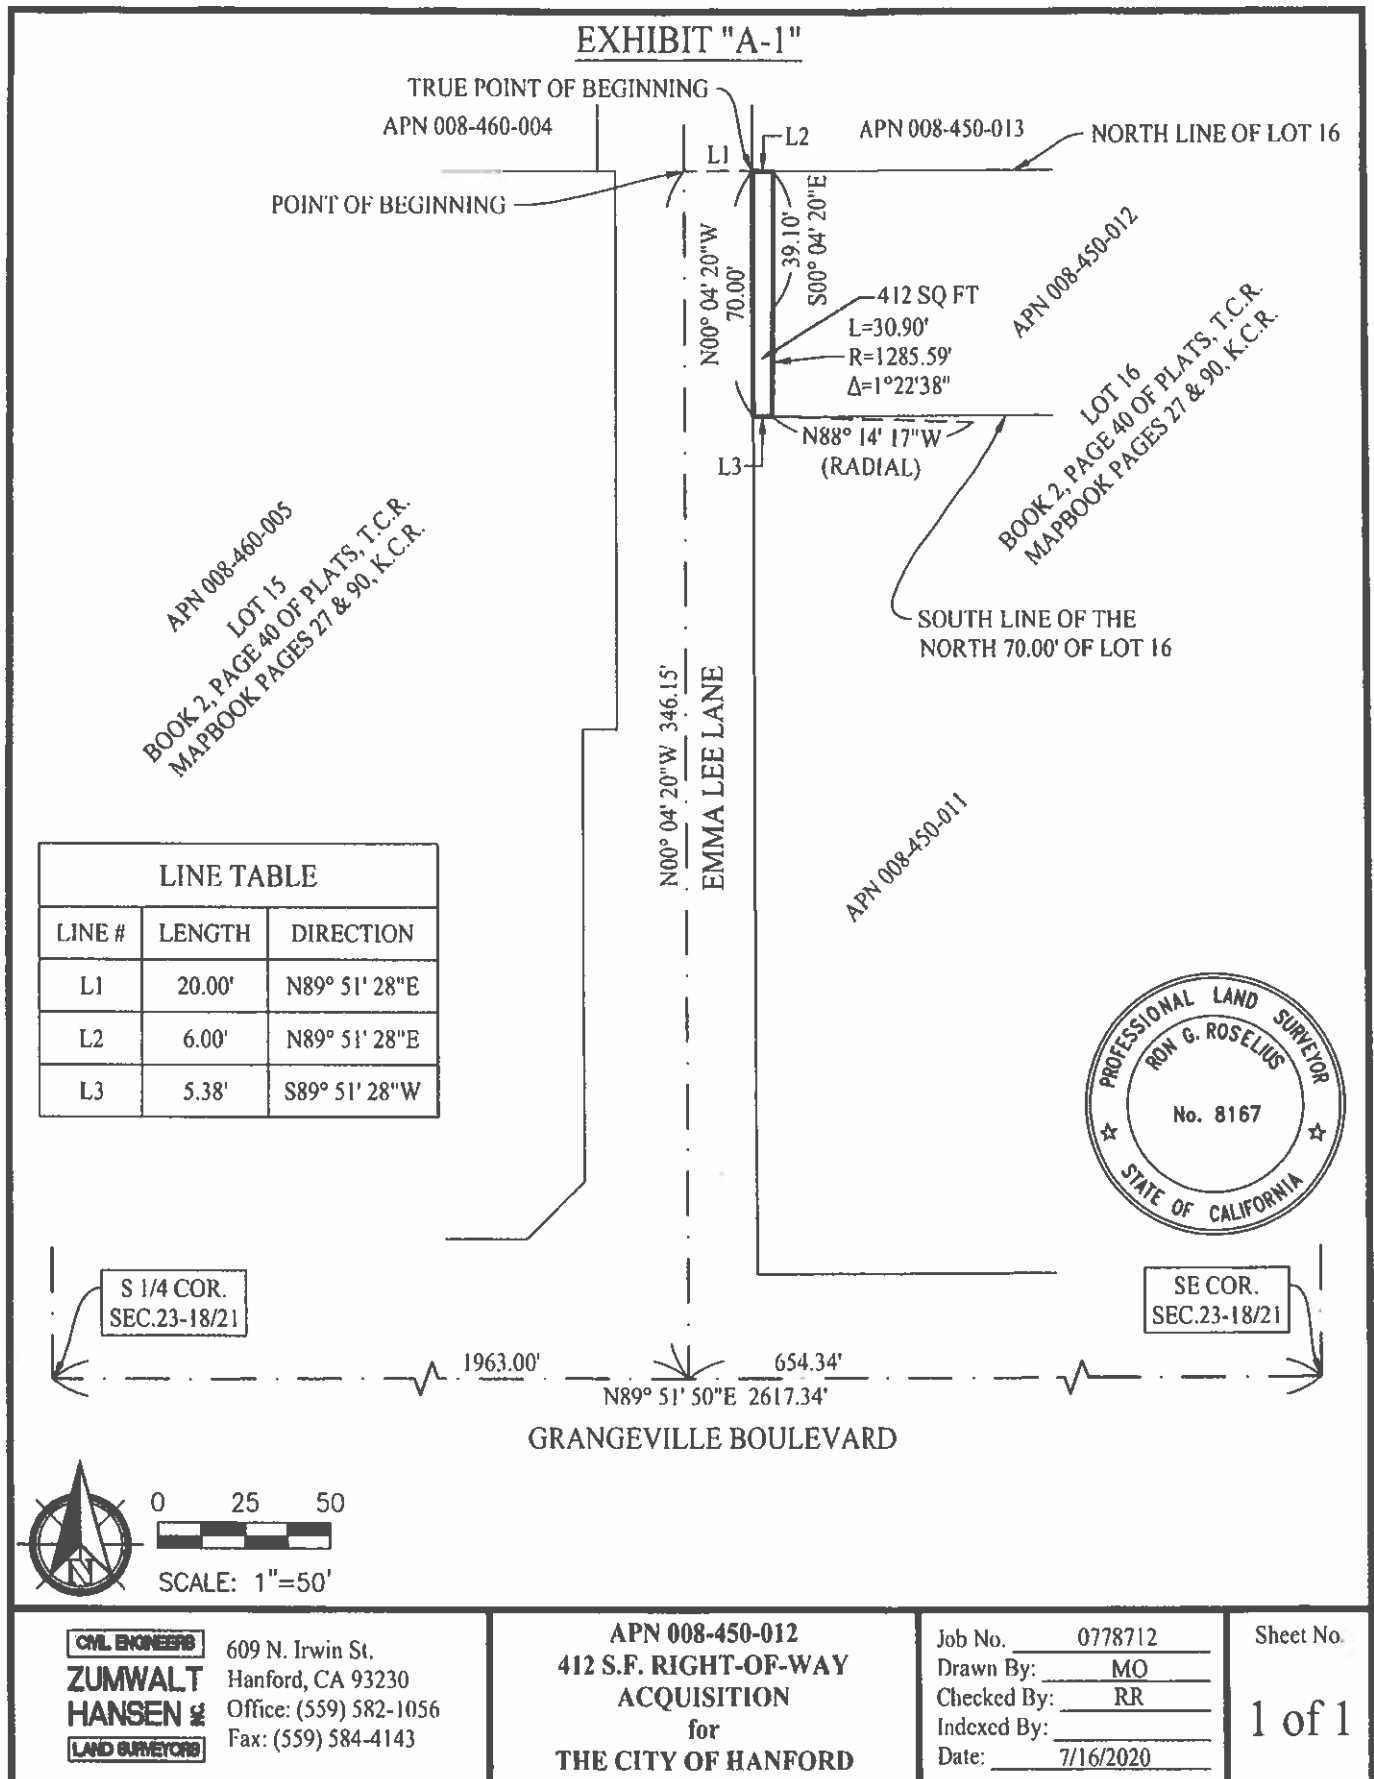 EXHIBIT "A-1"
TRUE POINT OF BEGINNING
APN 008-460-004
APN 008-450-013
L2
L1
NORTH LINE OF LOT 16
POINT OF BEGINNING
N00° 04' 20"W
70.00'
39.10'
S00° 04' 20"E
412 SQ FT
L=30.90'
R=1285.59'
Δ=1°22'38"
APN 008-450-012
LOT 16
BOOK 2, PAGE 40 OF PLATS, T.C.R.
MAPBOOK PAGES 27 & 90, K.C.R.
N88° 14' 17"W
(RADIAL)
L3
APN 008-460-005
LOT 15
BOOK 2, PAGE 40 OF PLATS, T.C.R.
MAPBOOK PAGES 27 & 90, K.C.R.
SOUTH LINE OF THE
NORTH 70.00' OF LOT 16
N00° 04' 20"W 346.15'
EMMA LEE LANE
APN 008-450-011
LINE TABLE
LINE # LENGTH DIRECTION
L1 20.00' N89° 51' 28"E
L2 6.00' N89° 51' 28"E
L3 5.38' S89° 51' 28"W
PROFESSIONAL LAND SURVEYOR
RON G. ROSELIUS
No. 8167
STATE OF CALIFORNIA
S 1/4 COR.
SEC.23-18/21
SE COR.
SEC.23-18/21
1963.00'
654.34'
N89° 51' 50"E 2617.34'
GRANGEVILLE BOULEVARD
N
0 25 50
SCALE: 1"=50'
CIVIL ENGINEERS
ZUMWALT
HANSEN INC.
LAND SURVEYORS
609 N. Irwin St.
Hanford, CA 93230
Office: (559) 582-1056
Fax: (559) 584-4143
APN 008-450-012
412 S.F. RIGHT-OF-WAY
ACQUISITION
for
THE CITY OF HANFORD
Job No. 0778712
Drawn By: MO
Checked By: RR
Indexed By:
Date: 7/16/2020
Sheet No.
1 of 1